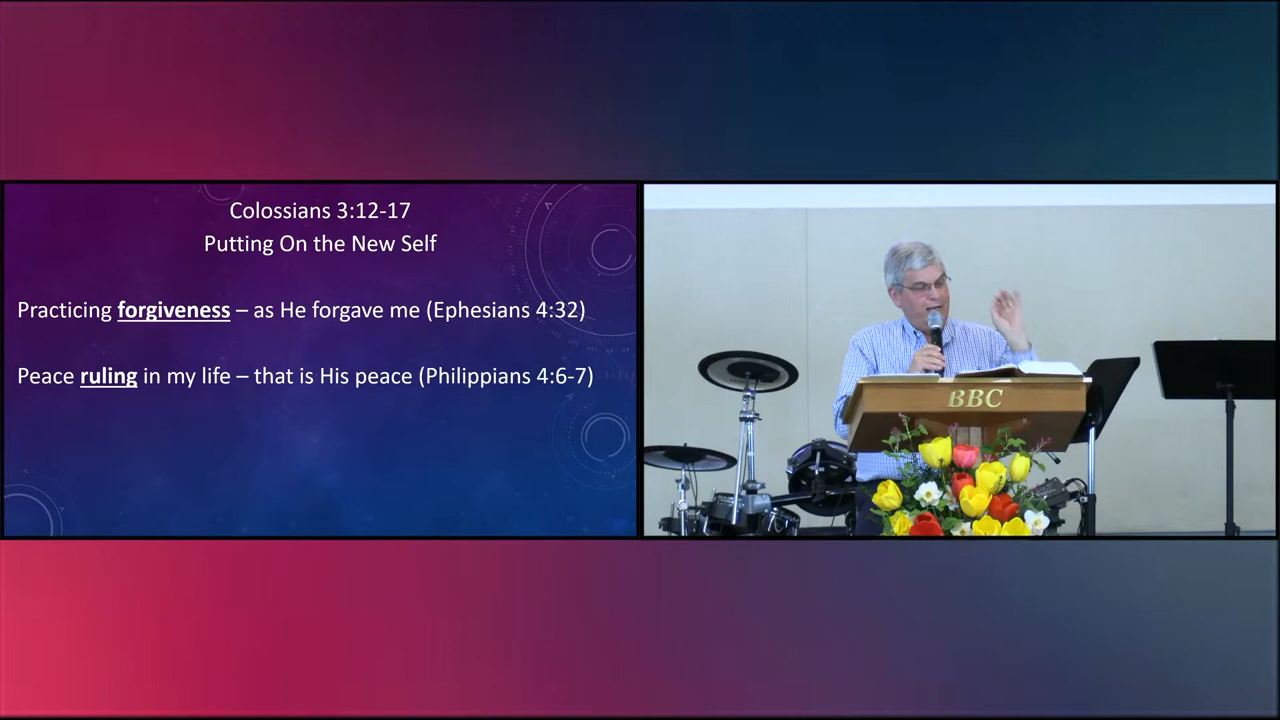 Colossians 3:12-17
Putting On the New Self
Practicing forgiveness – as He forgave me (Ephesians 4:32)
Peace ruling in my life – that is His peace (Philippians 4:6-7)
BBC